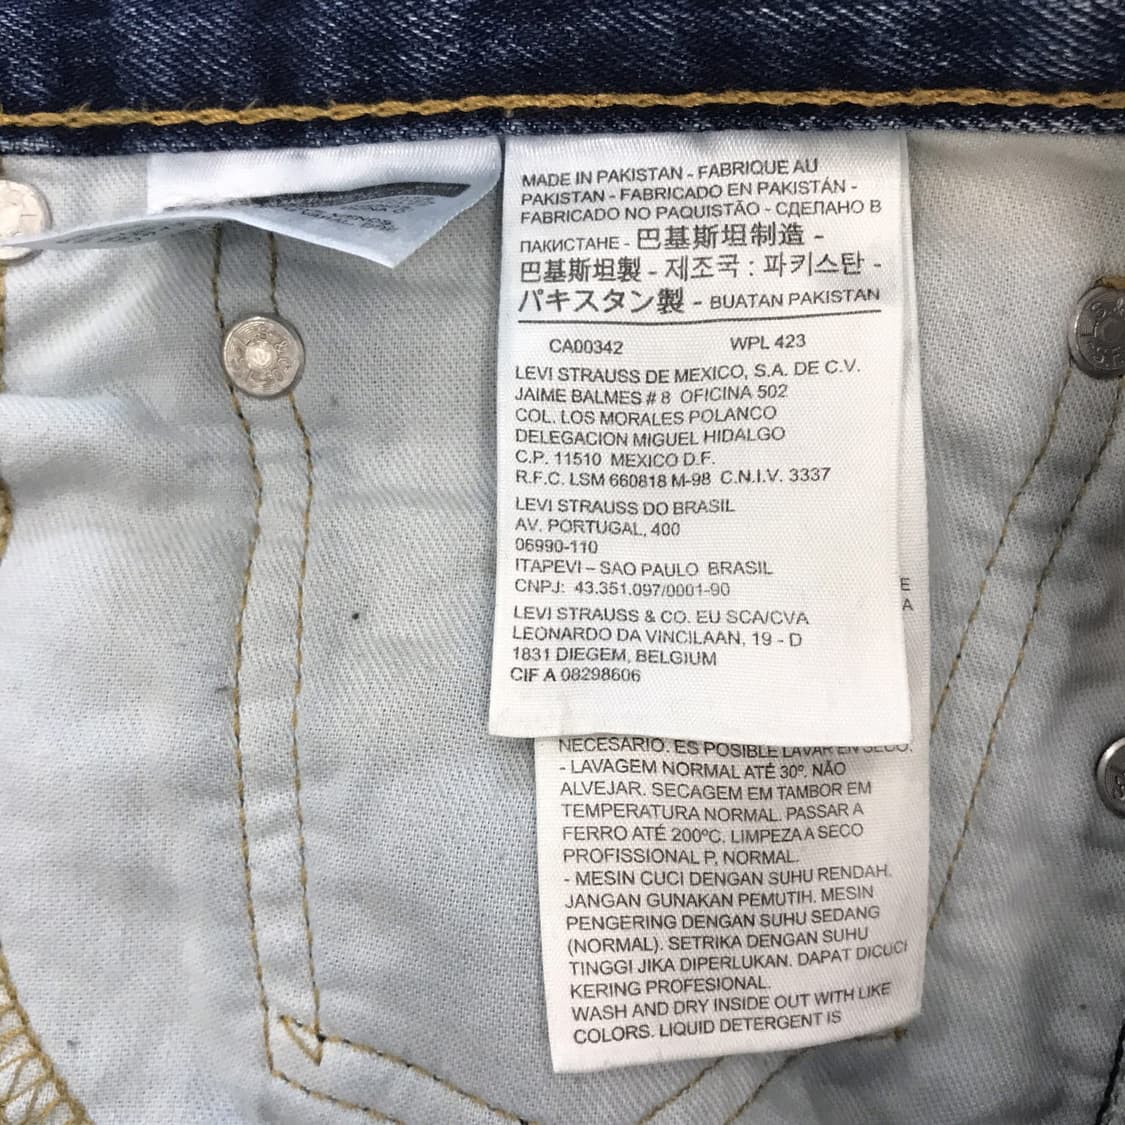 MADE IN PAKISTAN - FABRIQUE AU
PAKISTAN - FABRICADO EN PAKISTÁN -
FABRICADO NO PAQUISTÃO - СДЕЛАНО В
ПАКИСТАНЕ - 巴基斯坦制造 -
巴基斯坦製 - 제조국 : 파키스탄 -
パキスタン製 - BUATAN PAKISTAN
CA00342 WPL 423
LEVI STRAUSS DE MEXICO, S.A. DE C.V.
JAIME BALMES # 8 OFICINA 502
COL. LOS MORALES POLANCO
DELEGACION MIGUEL HIDALGO
C.P. 11510 MEXICO D.F.
R.F.C. LSM 660818 M-98 C.N.I.V. 3337
LEVI STRAUSS DO BRASIL
AV. PORTUGAL, 400
06990-110
ITAPEVI – SAO PAULO BRASIL
CNPJ: 43.351.097/0001-90
LEVI STRAUSS & CO. EU SCA/CVA
LEONARDO DA VINCILAAN, 19 - D
1831 DIEGEM, BELGIUM
CIF A 08298606
E
A
NECESARIO. ES POSIBLE LAVAR EN SECO.
- LAVAGEM NORMAL ATÉ 30º. NÃO
ALVEJAR. SECAGEM EM TAMBOR EM
TEMPERATURA NORMAL. PASSAR A
FERRO ATÉ 200ºC. LIMPEZA A SECO
PROFISSIONAL P, NORMAL.
- MESIN CUCI DENGAN SUHU RENDAH.
JANGAN GUNAKAN PEMUTIH. MESIN
PENGERING DENGAN SUHU SEDANG
(NORMAL). SETRIKA DENGAN SUHU
TINGGI JIKA DIPERLUKAN. DAPAT DICUCI
KERING PROFESIONAL.
WASH AND DRY INSIDE OUT WITH LIKE
COLORS. LIQUID DETERGENT IS